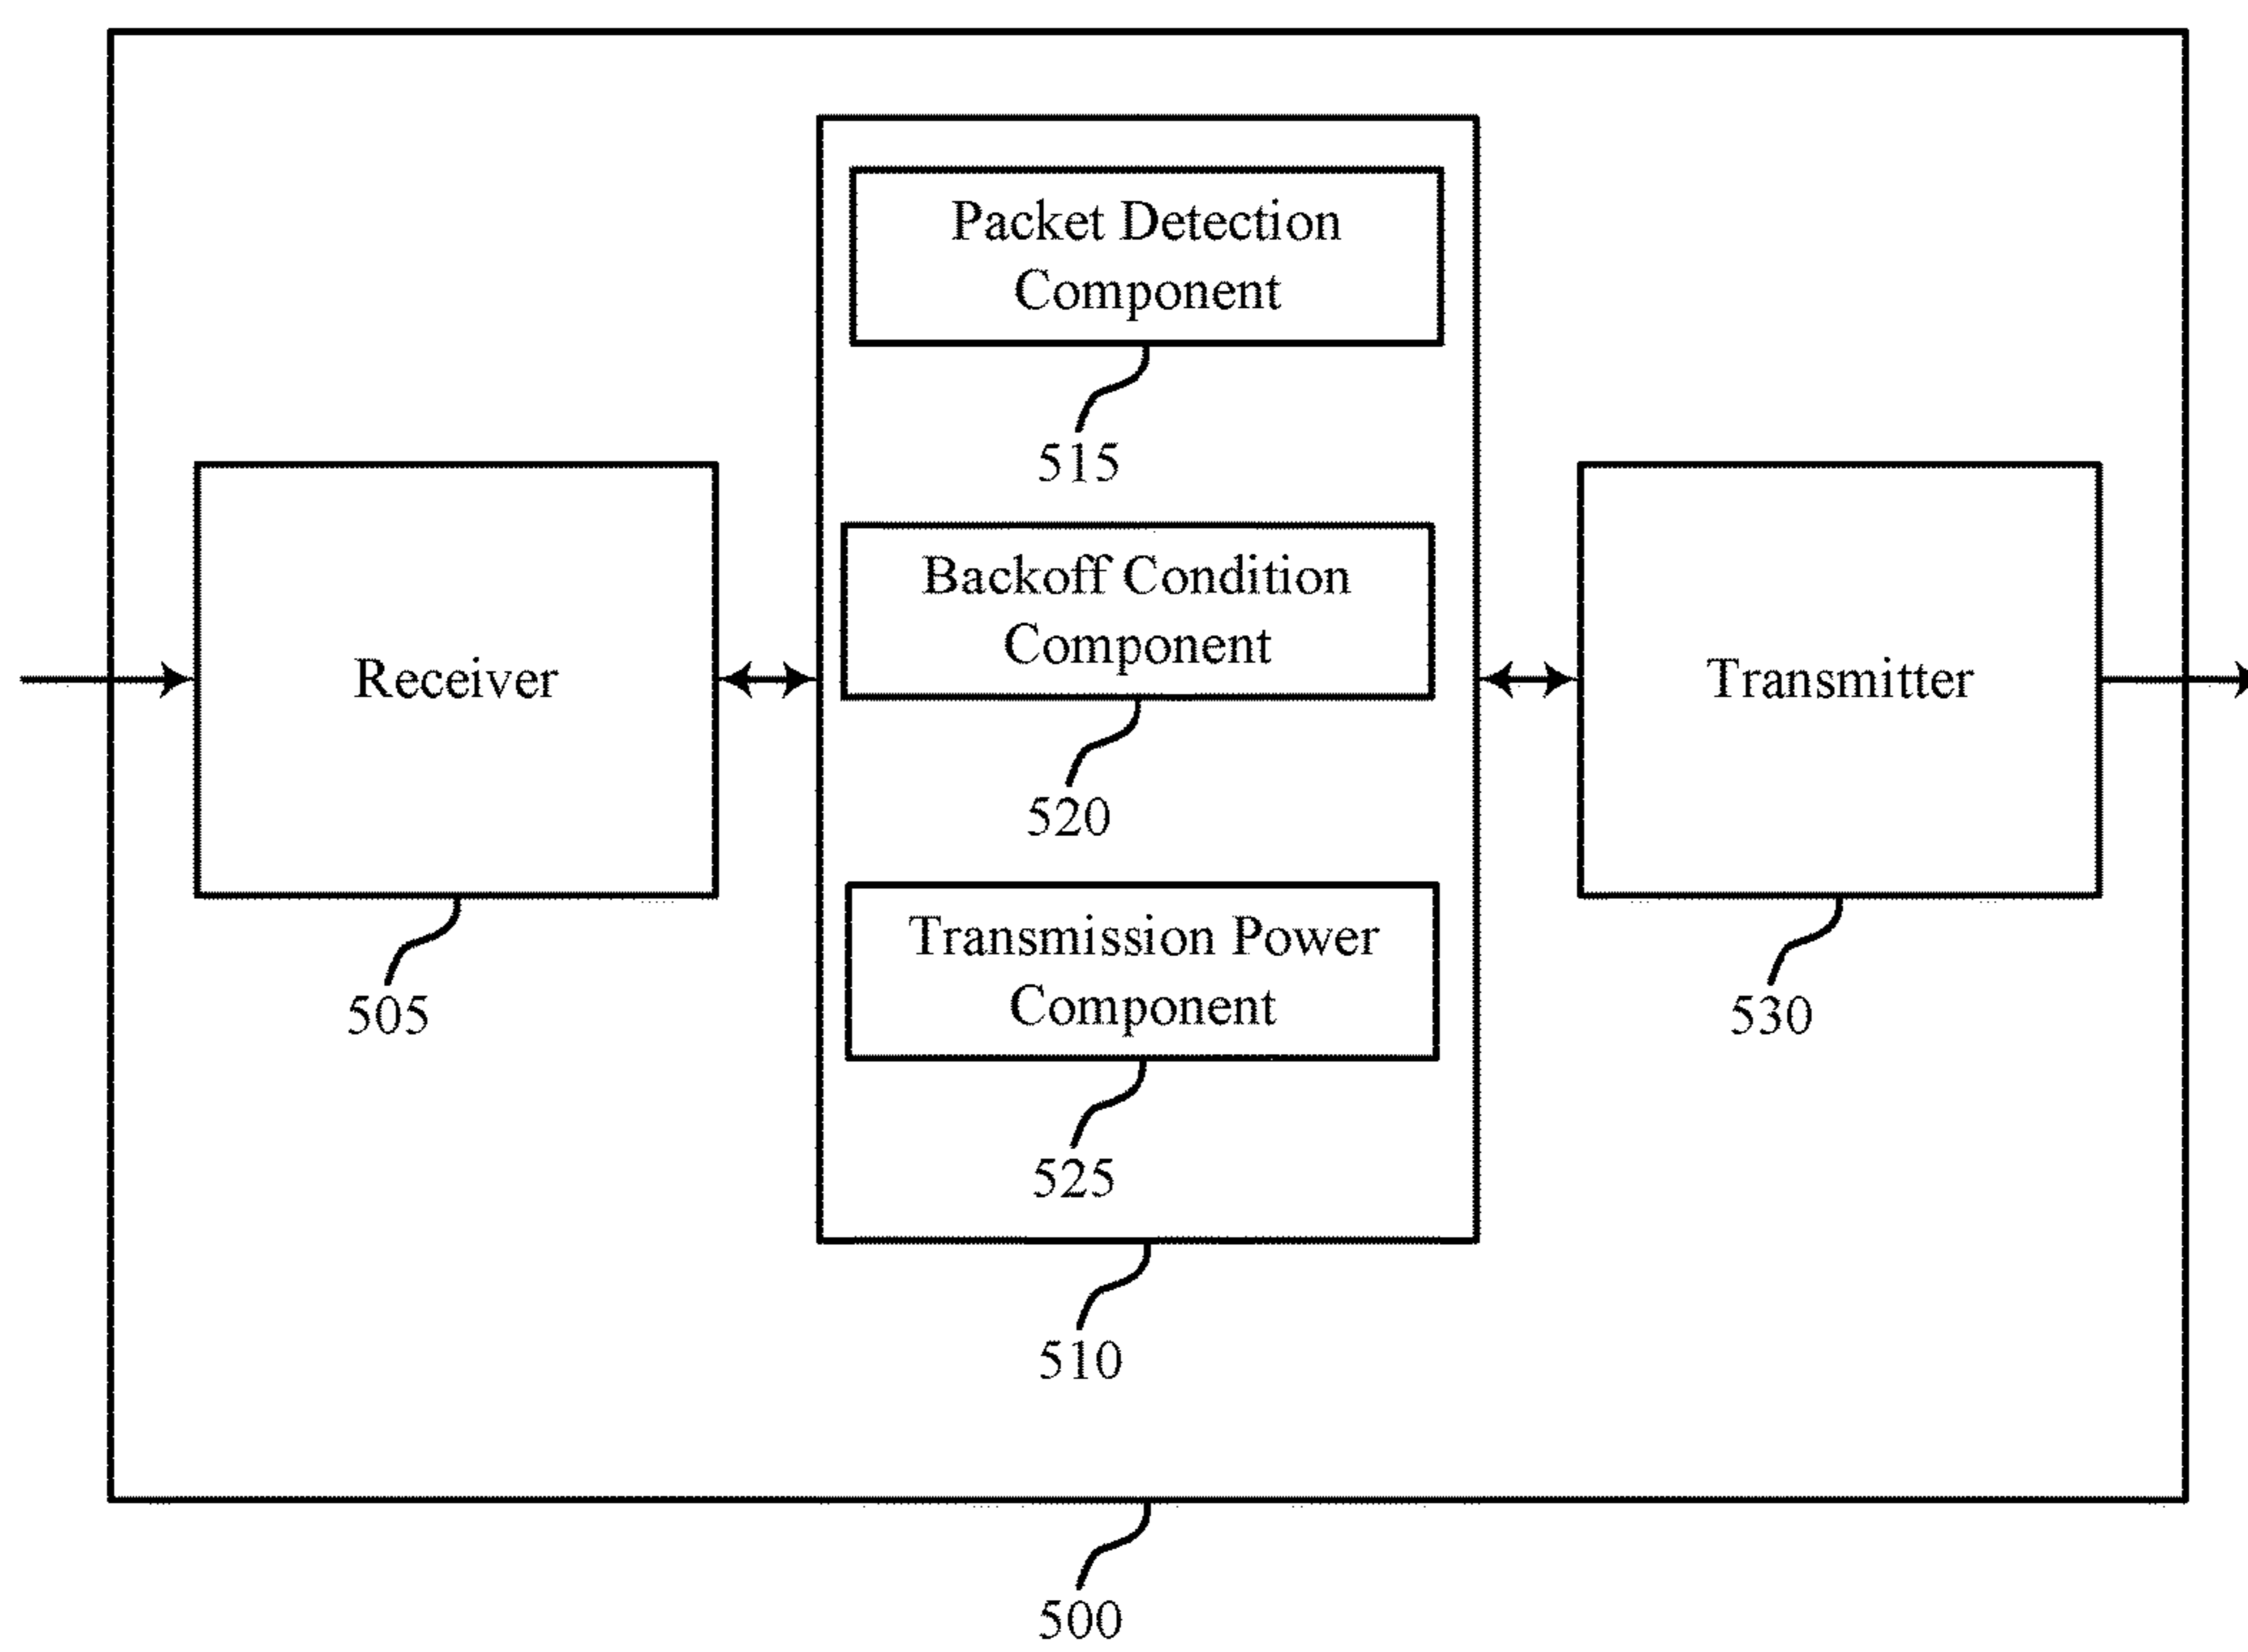 Packet Detection
Component
515
Backoff Condition
Component
520
Receiver
Transmitter
Transmission Power
Component
505
530
525
510
500